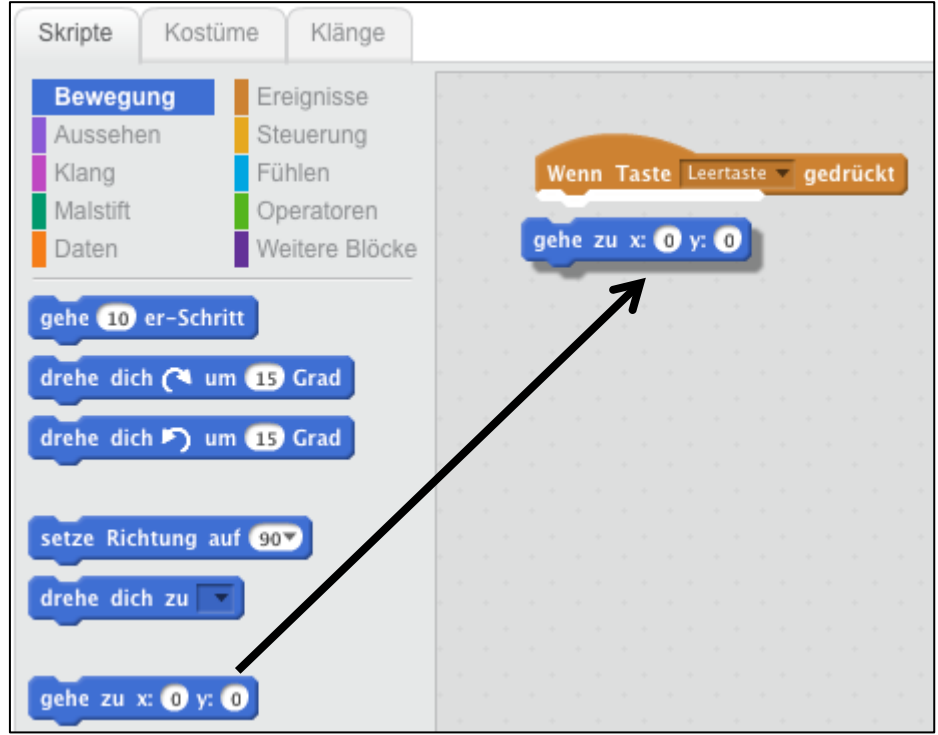 Skripte Kostüme Klänge
Bewegung Ereignisse
Aussehen Steuerung
Klang Fühlen
Malstift Operatoren
Daten Weitere Blöcke
gehe 10 er-Schritt
drehe dich um 15 Grad
drehe dich um 15 Grad
setze Richtung auf 90
drehe dich zu
gehe zu x: 0 y: 0
Wenn Taste Leertaste gedrückt
gehe zu x: 0 y: 0